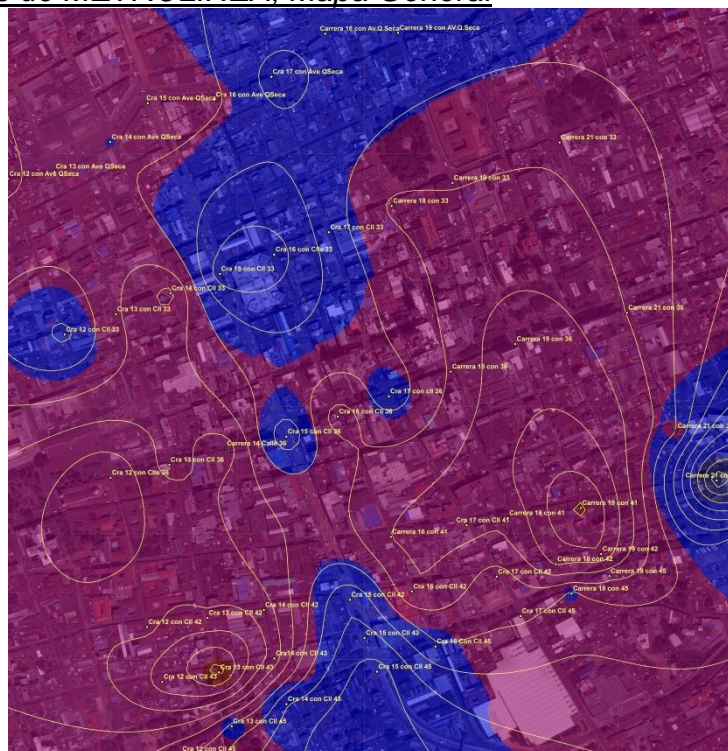 de METROLINEA, Mapa General
Carrera 18 con Av.Q.Seca
Carrera 19 con AV.Q.Seca
Cra 17 con Ave QSeca
Cra 15 con Ave QSeca
Cra 16 con Ave QSeca
Cra 14 con Ave QSeca
Cra 13 con Ave QSeca
Cra 12 con Ave QSeca
Carrera 21 con 33
Carrera 19 con 33
Carrera 18 con 33
Cra 17 con Cll 33
Cra 16 con Clle 33
Cra 15 con Cll 33
Cra 14 con Cll 33
Cra 13 con Cll 33
Cra 12 con Cll 33
Carrera 21 con 36
Carrera 19 con 36
Carrera 18 con 36
Cra 17 con cll 36
Cra 16 con Cll 36
Cra 15 con Cll 36
Carrera 21 con
Carrera 14 Calle 36
Cra 13 con Cll 36
Cra 12 con Clle 36
Carrera 21 co
Carrera 19 con 41
Carrera 18 con 41
Cra 17 con Cll 41
Carrera 16 con 41
Carrera 19 con 42
Carrera 18 con 42
Carrera 19 con 45
Cra 17 con Cll 42
Carrera 18 con 45
Cra 16 con Cll 42
Cra 15 con Cll 42
Cra 14 con Cll 42
Cra 13 con Cll 42
Cra 12 con Cll 42
Cra 17 con Cll 45
Cra 15 con Cll 43
Cra 16 con Cll 45
Cra 14 con Cll 43
Cra 13 con Cll 43
Cra 12 con Cll 43
Cra 15 con Cll 45
Cra 14 con Cll 45
Cra 13 con Cll 45
Cra 12 con Cll 45